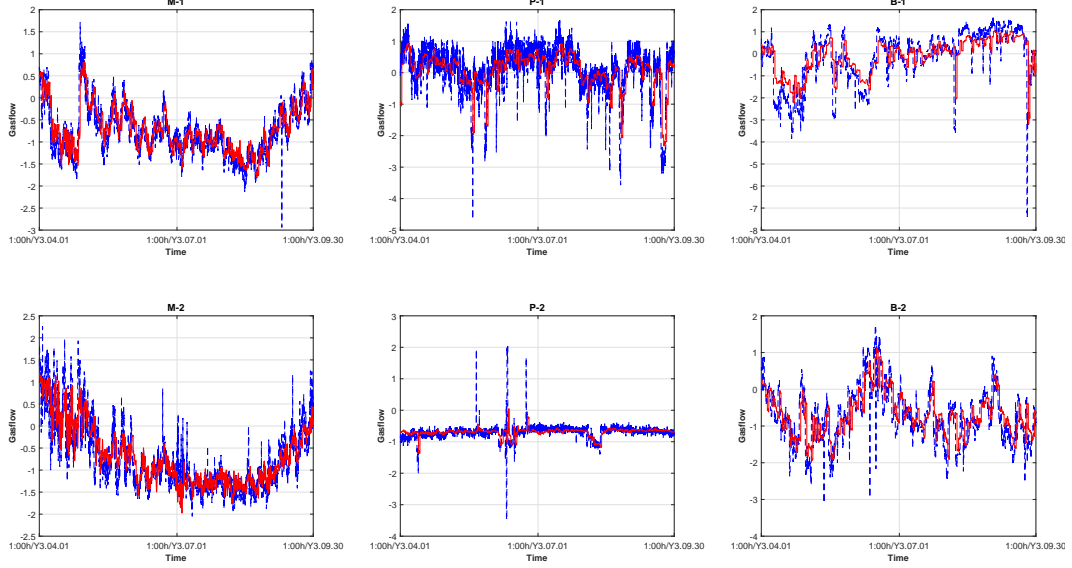 M-1
1.5
1
0.5
0
-0.5
-1
-1.5
-2
-2.5
-3
Gasflow
1:00h/Y3.04.01
1:00h/Y3.07.01
1:00h/Y3.09.30
Time
P-1
2
1
0
-1
-2
-3
-4
-5
Gasflow
1:00h/Y3.04.01
1:00h/Y3.07.01
1:00h/Y3.09.30
Time
B-1
2
1
0
-1
-2
-3
-4
-5
-6
-7
-8
Gasflow
1:00h/Y3.04.01
1:00h/Y3.07.01
1:00h/Y3.09.30
Time
M-2
2.5
2
1.5
1
0.5
0
-0.5
-1
-1.5
-2
-2.5
Gasflow
1:00h/Y3.04.01
1:00h/Y3.07.01
1:00h/Y3.09.30
Time
P-2
3
2
1
0
-1
-2
-3
-4
Gasflow
1:00h/Y3.04.01
1:00h/Y3.07.01
1:00h/Y3.09.30
Time
B-2
2
1
0
-1
-2
-3
-4
Gasflow
1:00h/Y3.04.01
1:00h/Y3.07.01
1:00h/Y3.09.30
Time